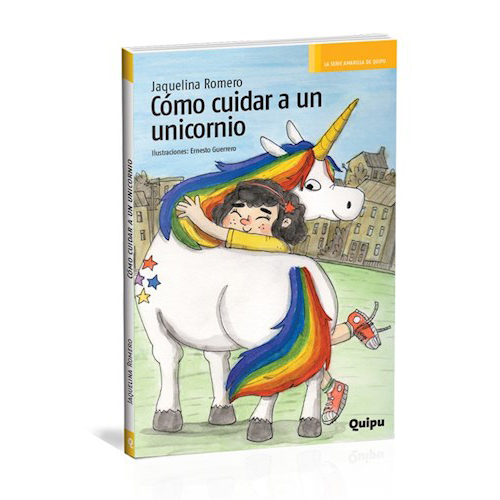 LA SERIE AMARILLA DE QUIPU
Jaquelina Romero
Cómo cuidar a un
unicornio
Ilustraciones: Ernesto Guerrero
Quipu
JAQUELINA ROMERO
CÓMO CUIDAR A UN UNICORNIO
Q